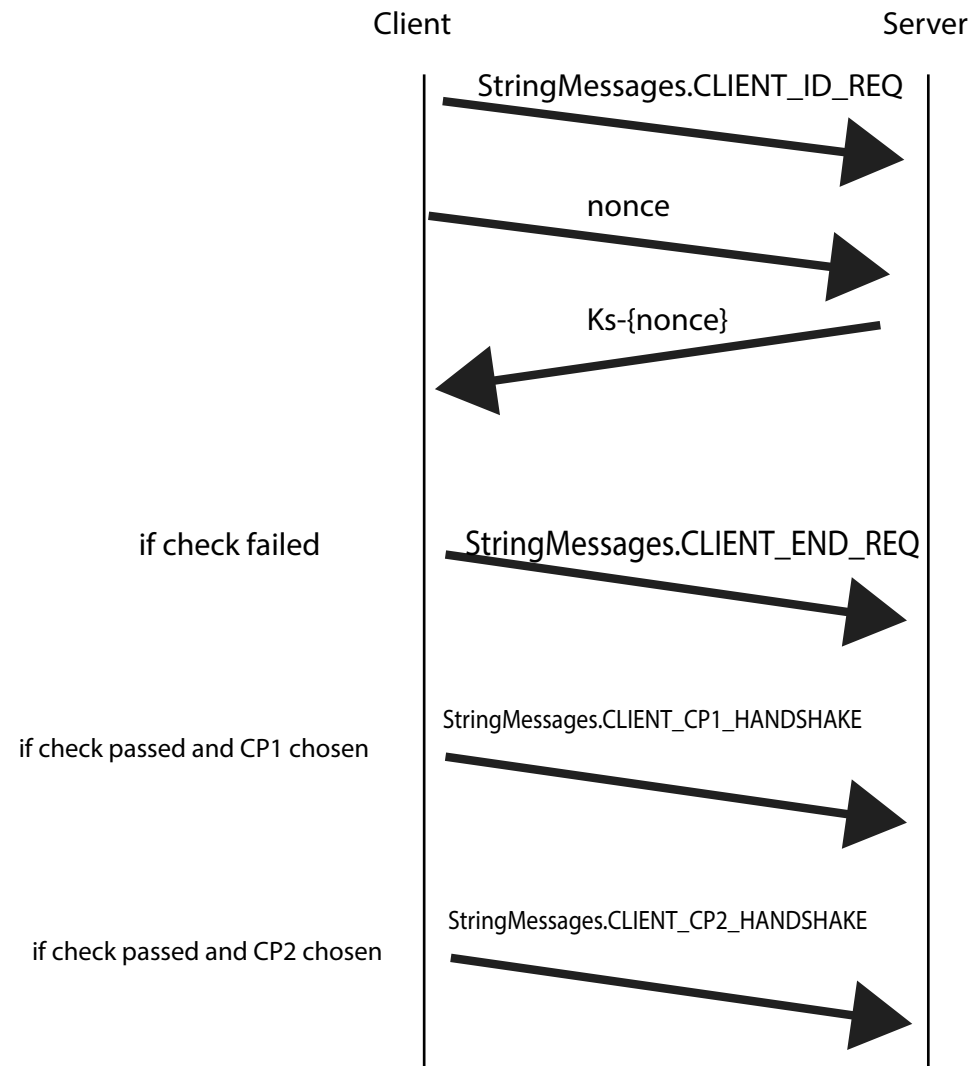 Client
Server
StringMessages.CLIENT_ID_REQ
nonce
Ks-{nonce}
if check failed
StringMessages.CLIENT_END_REQ
StringMessages.CLIENT_CP1_HANDSHAKE
if check passed and CP1 chosen
StringMessages.CLIENT_CP2_HANDSHAKE
if check passed and CP2 chosen